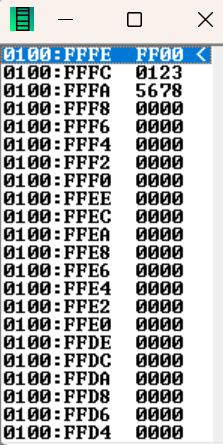 0100:FFFE FF00 <
0100:FFFC 0123
0100:FFFA 5678
0100:FFF8 0000
0100:FFF6 0000
0100:FFF4 0000
0100:FFF2 0000
0100:FFF0 0000
0100:FFEE 0000
0100:FFEC 0000
0100:FFEA 0000
0100:FFE8 0000
0100:FFE6 0000
0100:FFE4 0000
0100:FFE2 0000
0100:FFE0 0000
0100:FFDE 0000
0100:FFDC 0000
0100:FFDA 0000
0100:FFD8 0000
0100:FFD6 0000
0100:FFD4 0000